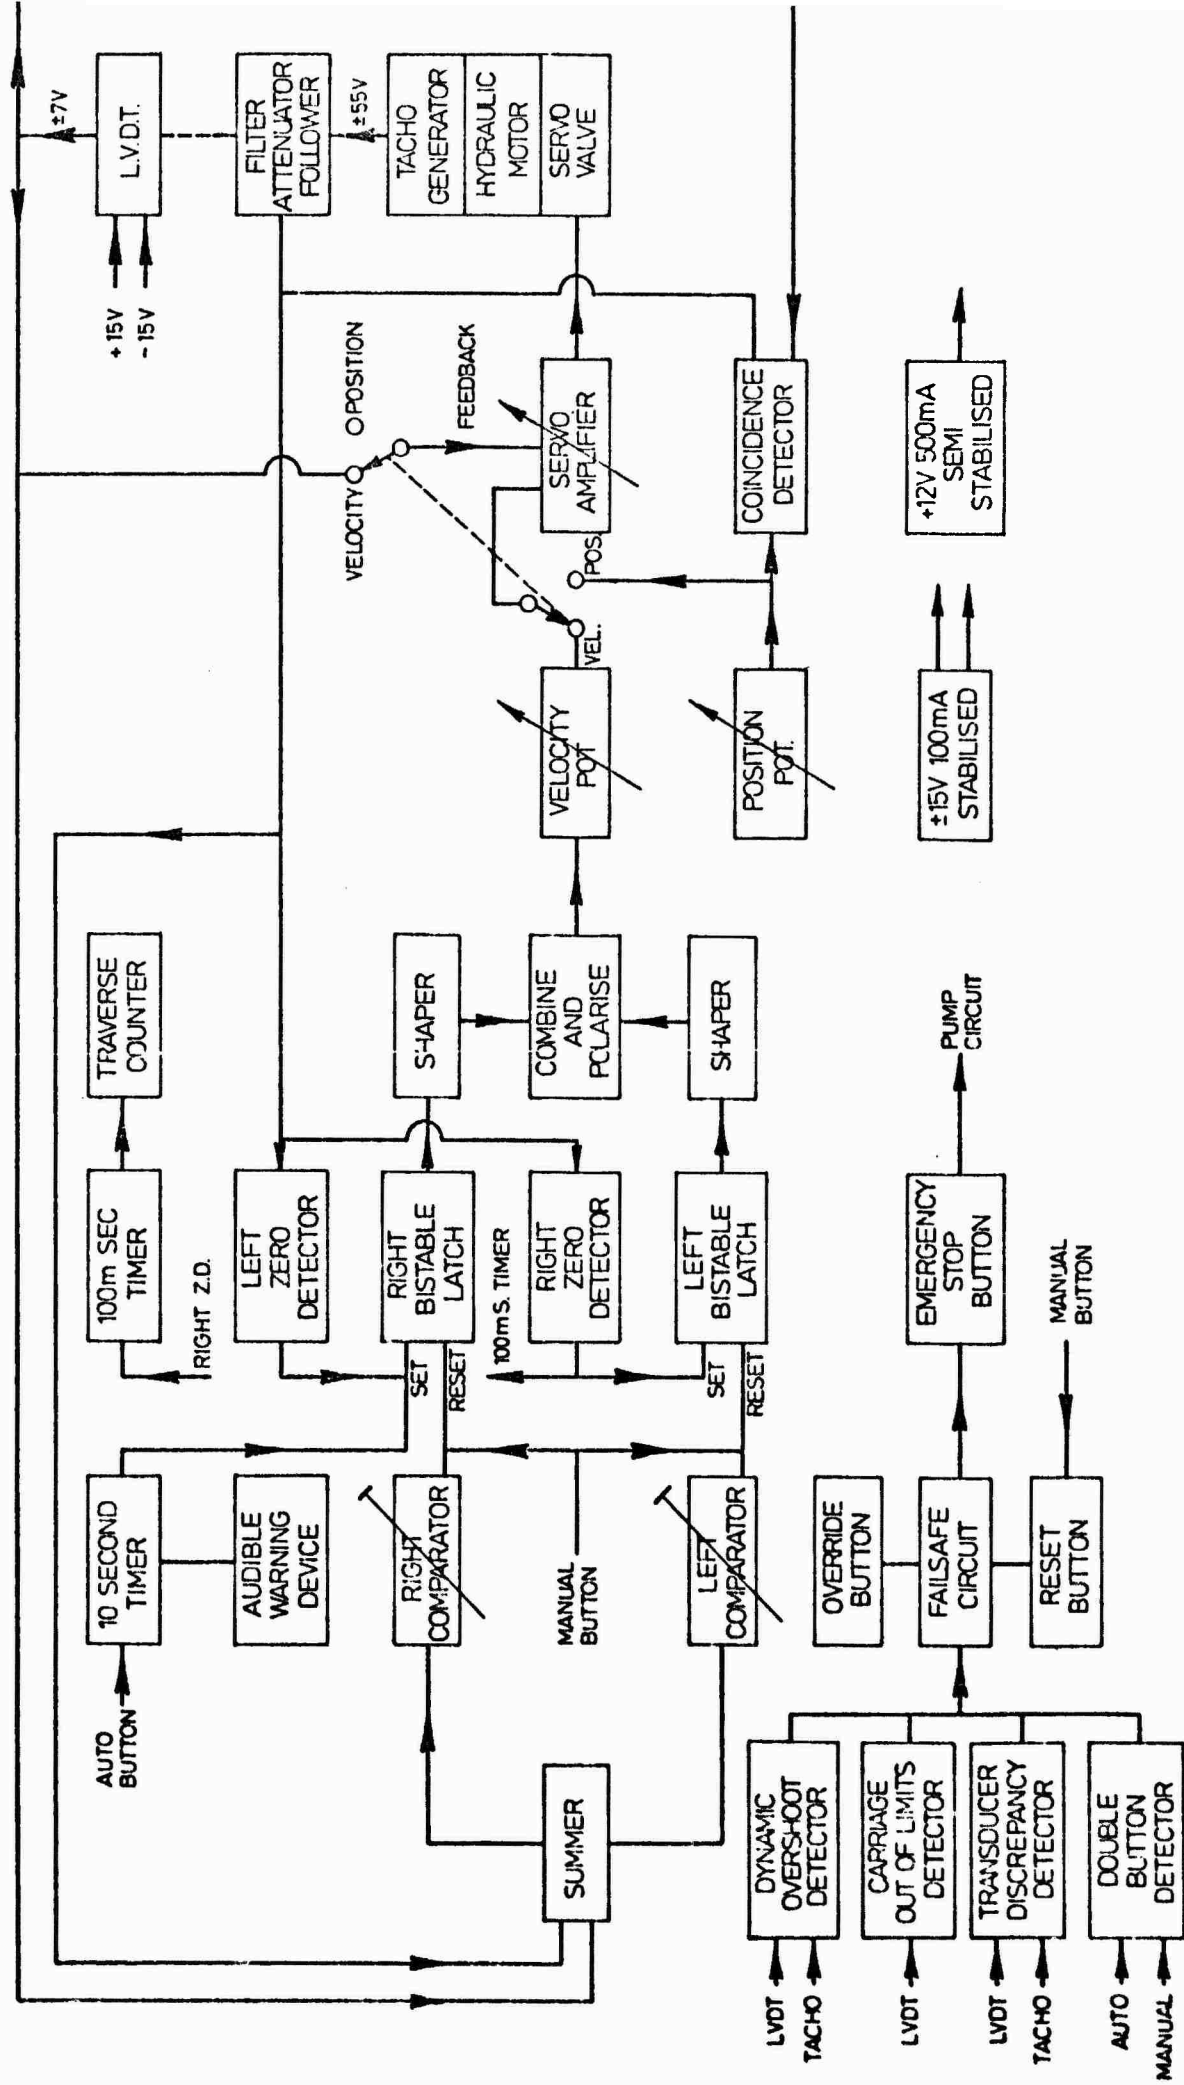 AUTO
BUTTON
10 SECOND
TIMER
AUDIBLE
WARNING
DEVICE
100m SEC
TIMER
RIGHT Z.D.
TRAVERSE
COUNTER
+15V
-15V
L.V.D.T.
±7V
LEFT
ZERO
DETECTOR
FILTER
ATTENUATOR
FOLLOWER
±55V
VELOCITY
POSITION
FEEDBACK
RIGHT
COMPARATOR
SET
RESET
RIGHT
BISTABLE
LATCH
SHAPER
TACHO
GENERATOR
HYDRAULIC
MOTOR
SERVO
VALVE
SUMMER
MANUAL
BUTTON
100mS. TIMER
RIGHT
ZERO
DETECTOR
COMBINE
AND
POLARISE
VELOCITY
POT
VEL.
POS.
SERVO
AMPLIFIER
LEFT
COMPARATOR
SET
RESET
LEFT
BISTABLE
LATCH
SHAPER
POSITION
POT.
COINCIDENCE
DETECTOR
LVDT
TACHO
DYNAMIC
OVERSHOOT
DETECTOR
LVDT
CARRIAGE
OUT OF LIMITS
DETECTOR
LVDT
TACHO
TRANSDUCER
DISCREPANCY
DETECTOR
AUTO
MANUAL
DOUBLE
BUTTON
DETECTOR
OVERRIDE
BUTTON
FAILSAFE
CIRCUIT
RESET
BUTTON
MANUAL
BUTTON
EMERGENCY
STOP
BUTTON
PUMP
CIRCUIT
±15V 100mA
STABILISED
+12V 500mA
SEMI
STABILISED